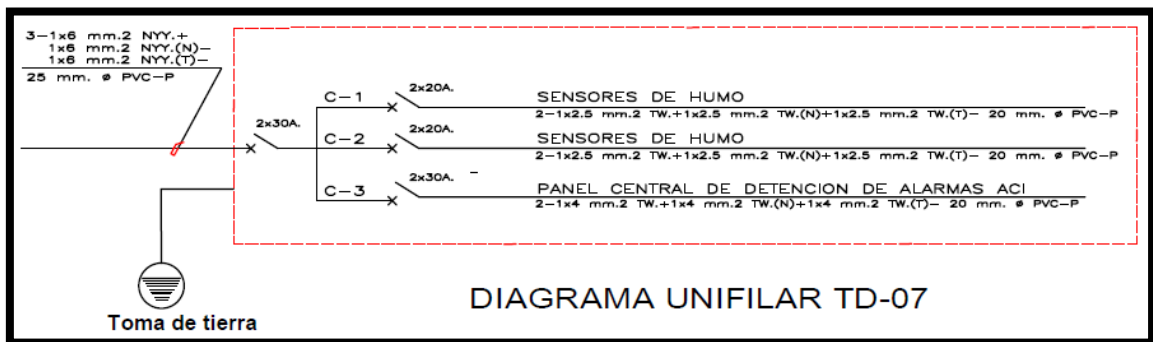 3-1x6 mm.2 NYY.+
1x6 mm.2 NYY.(N)-
1x6 mm.2 NYY.(T)-
25 mm. ø PVC-P
2x30A.
C-1
2x20A.
SENSORES DE HUMO
2-1x2.5 mm.2 TW.+1x2.5 mm.2 TW.(N)+1x2.5 mm.2 TW.(T)- 20 mm. ø PVC-P
C-2
2x20A.
SENSORES DE HUMO
2-1x2.5 mm.2 TW.+1x2.5 mm.2 TW.(N)+1x2.5 mm.2 TW.(T)- 20 mm. ø PVC-P
C-3
2x30A.
PANEL CENTRAL DE DETENCION DE ALARMAS ACI
2-1x4 mm.2 TW.+1x4 mm.2 TW.(N)+1x4 mm.2 TW.(T)- 20 mm. ø PVC-P
Toma de tierra
DIAGRAMA UNIFILAR TD-07